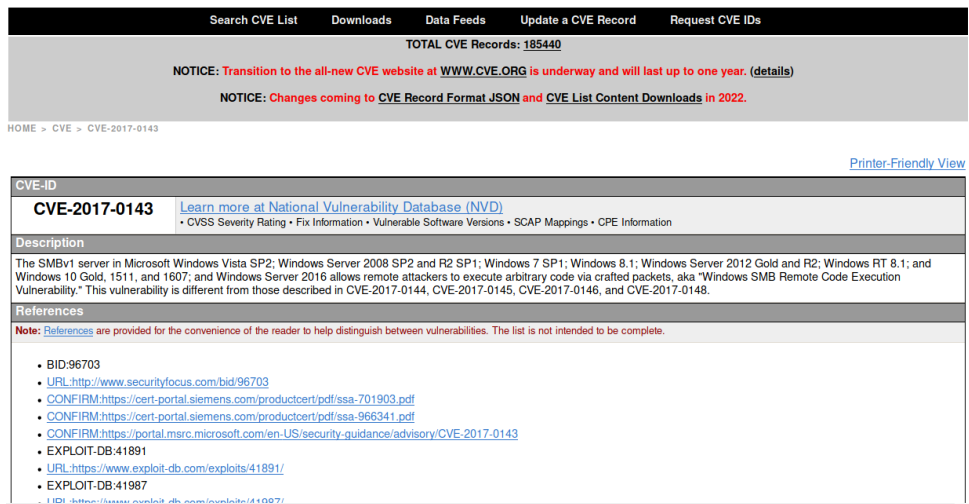 Search CVE List Downloads Data Feeds Update a CVE Record Request CVE IDs
TOTAL CVE Records: 185440
NOTICE: Transition to the all-new CVE website at WWW.CVE.ORG is underway and will last up to one year. (details)
NOTICE: Changes coming to CVE Record Format JSON and CVE List Content Downloads in 2022.
HOME > CVE > CVE-2017-0143
Printer-Friendly View
CVE-ID
CVE-2017-0143 Learn more at National Vulnerability Database (NVD)
• CVSS Severity Rating • Fix Information • Vulnerable Software Versions • SCAP Mappings • CPE Information
Description
The SMBv1 server in Microsoft Windows Vista SP2; Windows Server 2008 SP2 and R2 SP1; Windows 7 SP1; Windows 8.1; Windows Server 2012 Gold and R2; Windows RT 8.1; and
Windows 10 Gold, 1511, and 1607; and Windows Server 2016 allows remote attackers to execute arbitrary code via crafted packets, aka "Windows SMB Remote Code Execution
Vulnerability." This vulnerability is different from those described in CVE-2017-0144, CVE-2017-0145, CVE-2017-0146, and CVE-2017-0148.
References
Note: References are provided for the convenience of the reader to help distinguish between vulnerabilities. The list is not intended to be complete.
• BID:96703
• URL:http://www.securityfocus.com/bid/96703
• CONFIRM:https://cert-portal.siemens.com/productcert/pdf/ssa-701903.pdf
• CONFIRM:https://cert-portal.siemens.com/productcert/pdf/ssa-966341.pdf
• CONFIRM:https://portal.msrc.microsoft.com/en-US/security-guidance/advisory/CVE-2017-0143
• EXPLOIT-DB:41891
• URL:https://www.exploit-db.com/exploits/41891/
• EXPLOIT-DB:41987
• URL:https://www.exploit-db.com/exploits/41987/